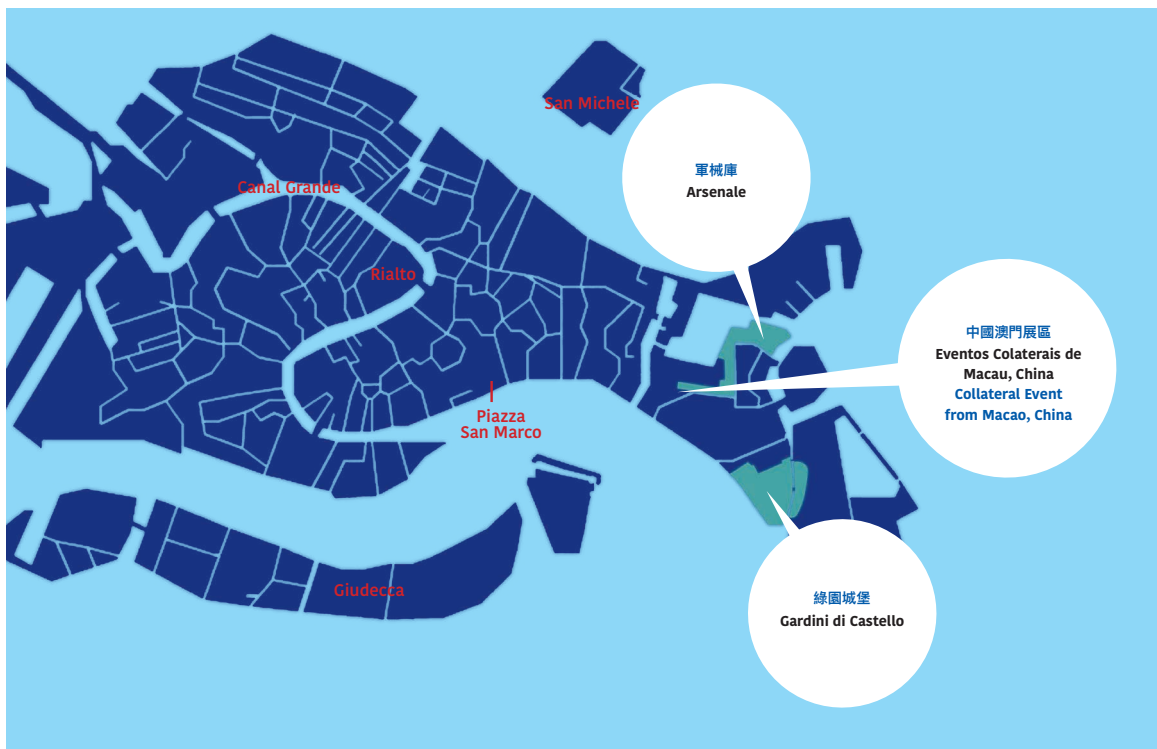 San Michele
軍械庫
Arsenale
Canal Grande
Rialto
中國澳門展區
Eventos Colaterais de
Macau, China
Collateral Event
from Macao, China
Piazza
San Marco
Giudecca
綠園城堡
Gardini di Castello